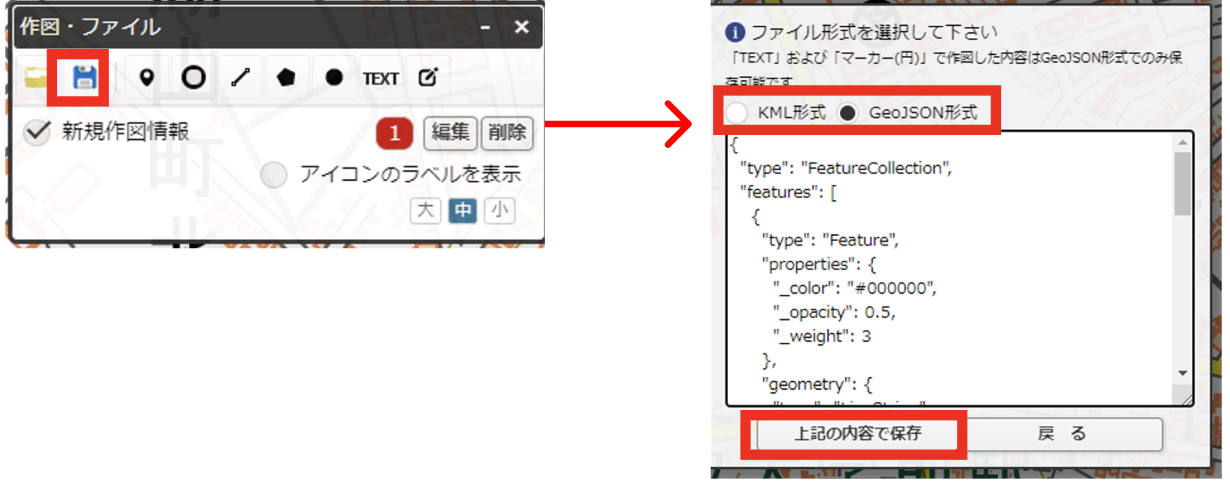 作図・ファイル
TEXT
新規作図情報
1
編集
削除
アイコンのラベルを表示
大
中
小
ファイル形式を選択して下さい
「TEXT」および「マーカー(円)」で作図した内容はGeoJSON形式でのみ保
存可能です
KML形式
GeoJSON形式
{
"type": "FeatureCollection",
"features": [
{
"type": "Feature",
"properties": {
"_color": "#000000",
"_opacity": 0.5,
"_weight": 3
},
"geometry": {
上記の内容で保存
戻 る